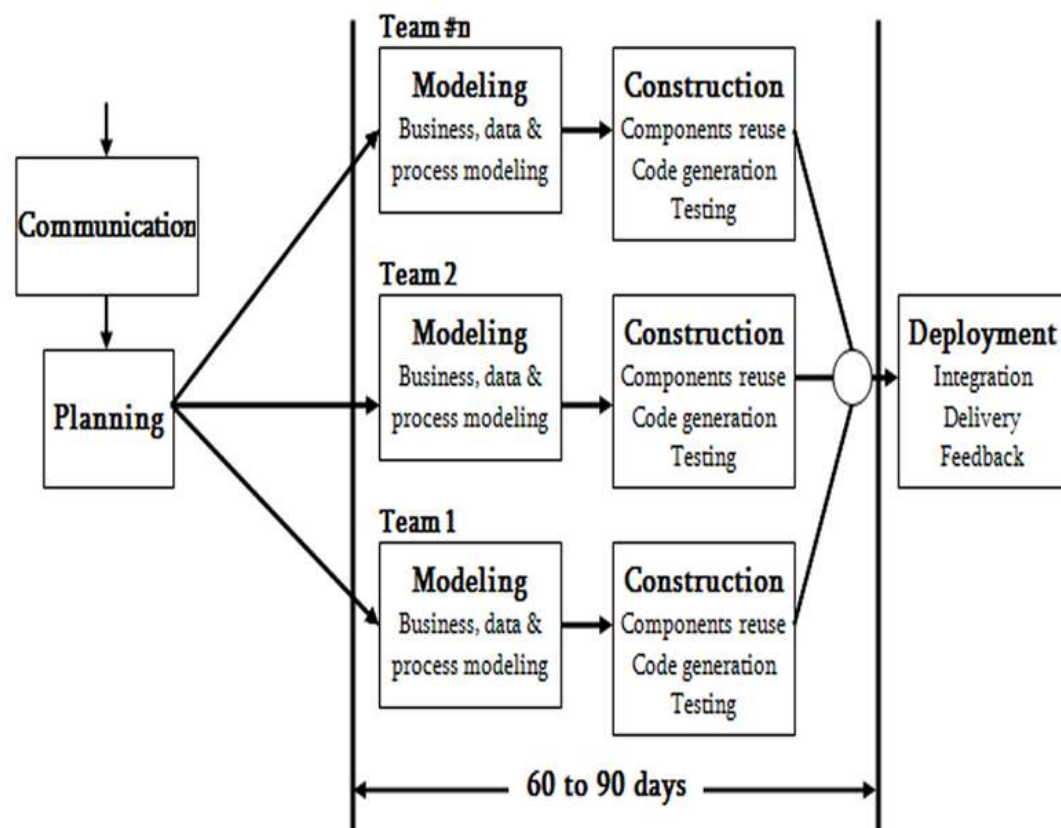 Communication
Planning
Team #n
Modeling
Business, data &
process modeling
Construction
Components reuse
Code generation
Testing
Team 2
Modeling
Business, data &
process modeling
Construction
Components reuse
Code generation
Testing
Team 1
Modeling
Business, data &
process modeling
Construction
Components reuse
Code generation
Testing
Deployment
Integration
Delivery
Feedback
60 to 90 days